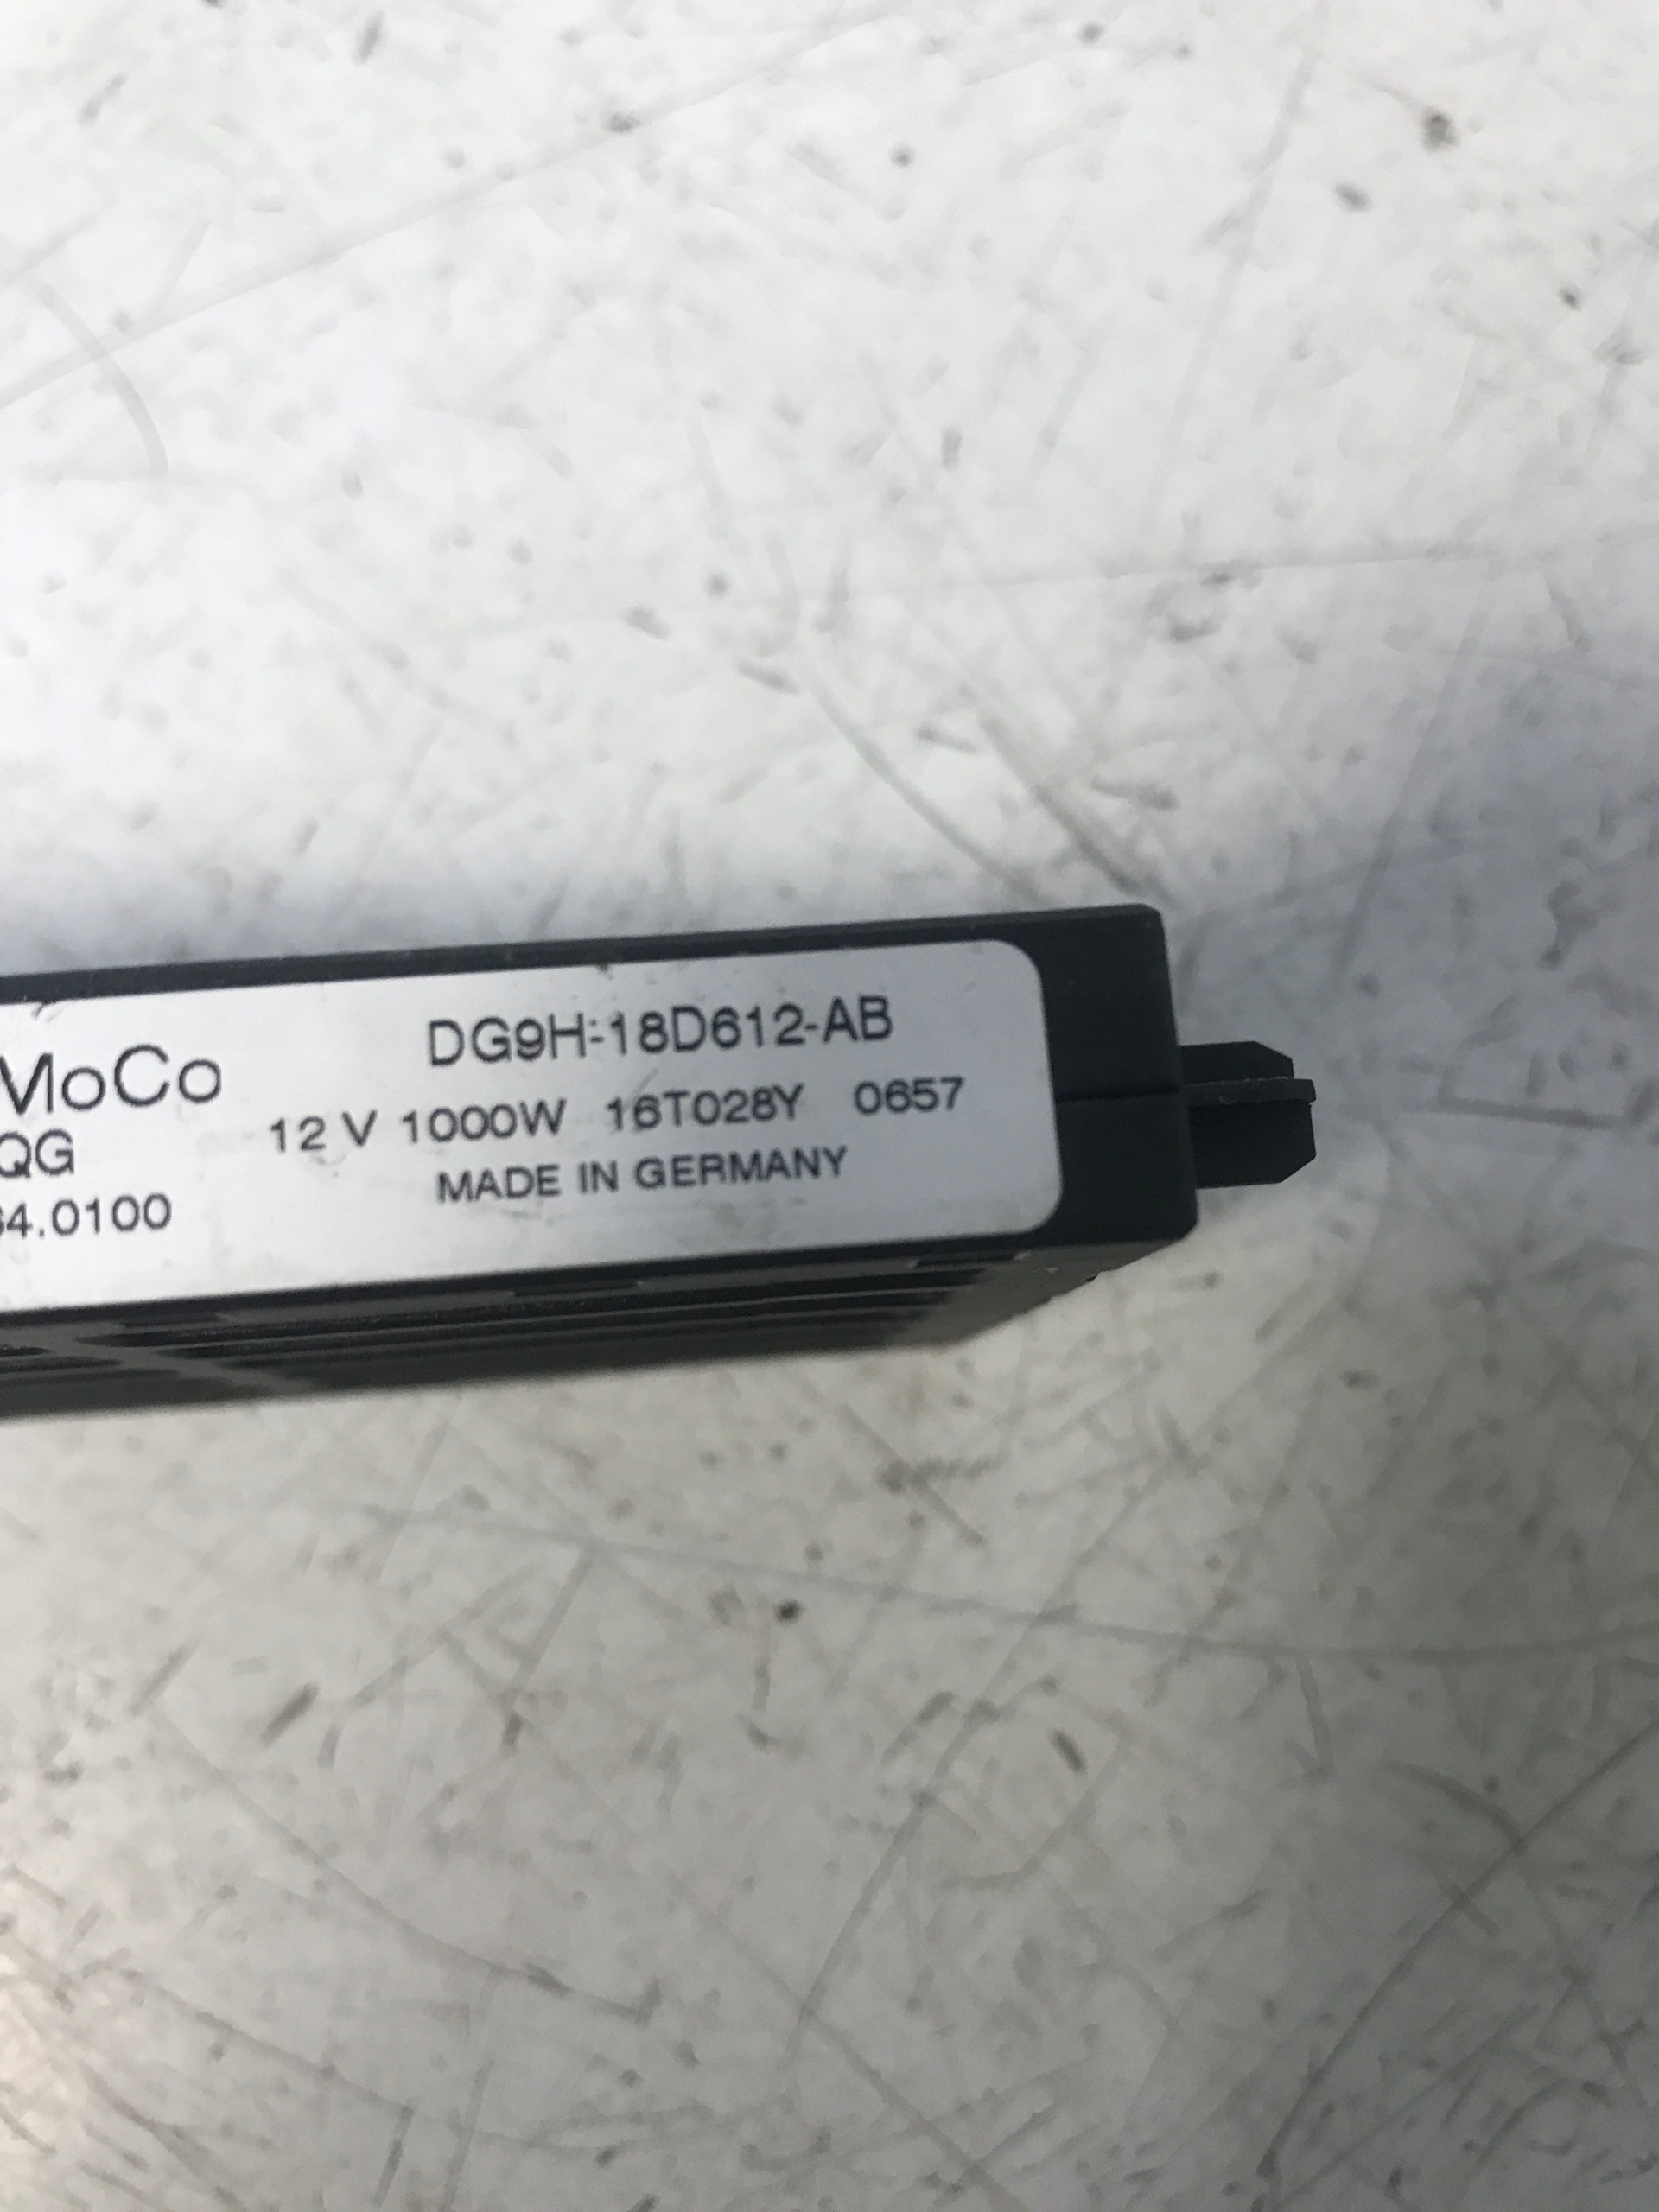 MoCo DG9H-18D612-AB
QG 12 V 1000W 16T028Y 0657
4.0100 MADE IN GERMANY